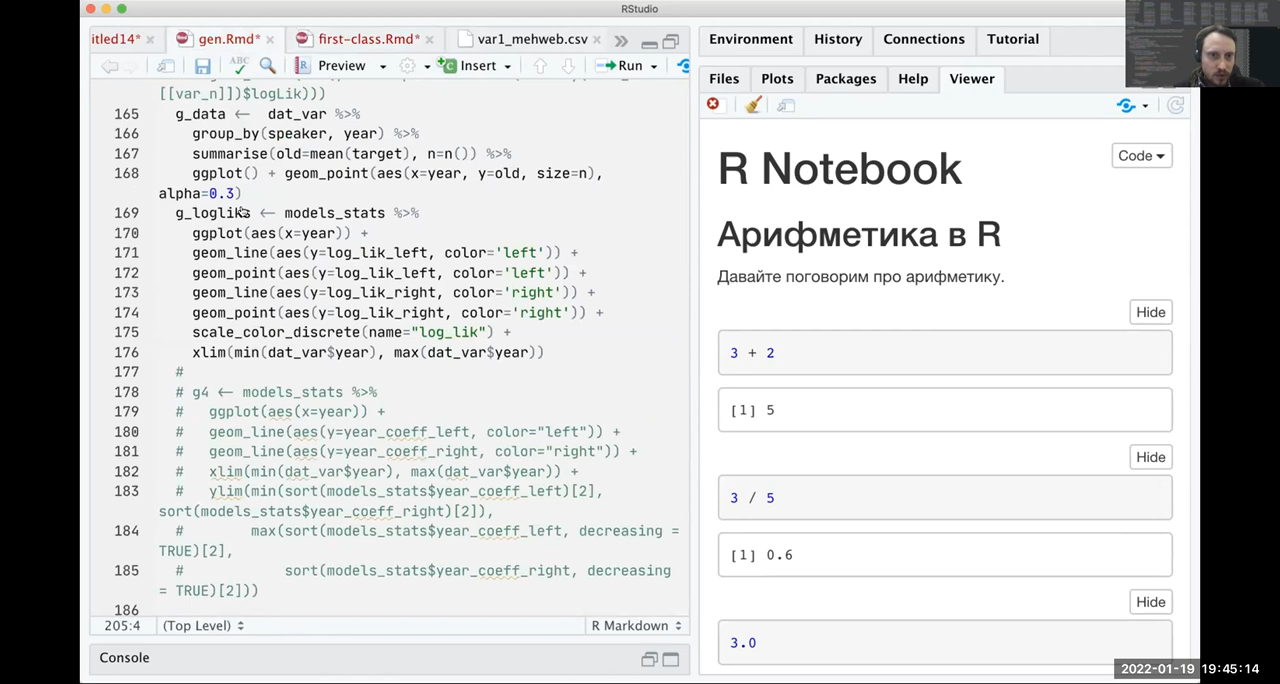 RStudio
itled14* × gen.Rmd* × first-class.Rmd* × var1_mehweb.csv × »
ABC Preview Insert Run
[[var_n]])$logLik)))
165 g_data <- dat_var %>%
166 group_by(speaker, year) %>%
167 summarise(old=mean(target), n=n()) %>%
168 ggplot() + geom_point(aes(x=year, y=old, size=n),
alpha=0.3)
169 g_logliks <- models_stats %>%
170 ggplot(aes(x=year)) +
171 geom_line(aes(y=log_lik_left, color='left')) +
172 geom_point(aes(y=log_lik_left, color='left')) +
173 geom_line(aes(y=log_lik_right, color='right')) +
174 geom_point(aes(y=log_lik_right, color='right')) +
175 scale_color_discrete(name="log_lik") +
176 xlim(min(dat_var$year), max(dat_var$year))
177 #
178 # g4 <- models_stats %>%
179 # ggplot(aes(x=year)) +
180 # geom_line(aes(y=year_coeff_left, color="left")) +
181 # geom_line(aes(y=year_coeff_right, color="right")) +
182 # xlim(min(dat_var$year), max(dat_var$year)) +
183 # ylim(min(sort(models_stats$year_coeff_left)[2],
sort(models_stats$year_coeff_right)[2]),
184 # max(sort(models_stats$year_coeff_left, decreasing =
TRUE)[2],
185 # sort(models_stats$year_coeff_right, decreasing
= TRUE)[2]))
186
205:4 (Top Level) R Markdown
Console
Environment History Connections Tutorial
Files Plots Packages Help Viewer
R Notebook
Code
Арифметика в R
Давайте поговорим про арифметику.
Hide
3 + 2
[1] 5
Hide
3 / 5
[1] 0.6
Hide
3.0
2022-01-19 19:45:14